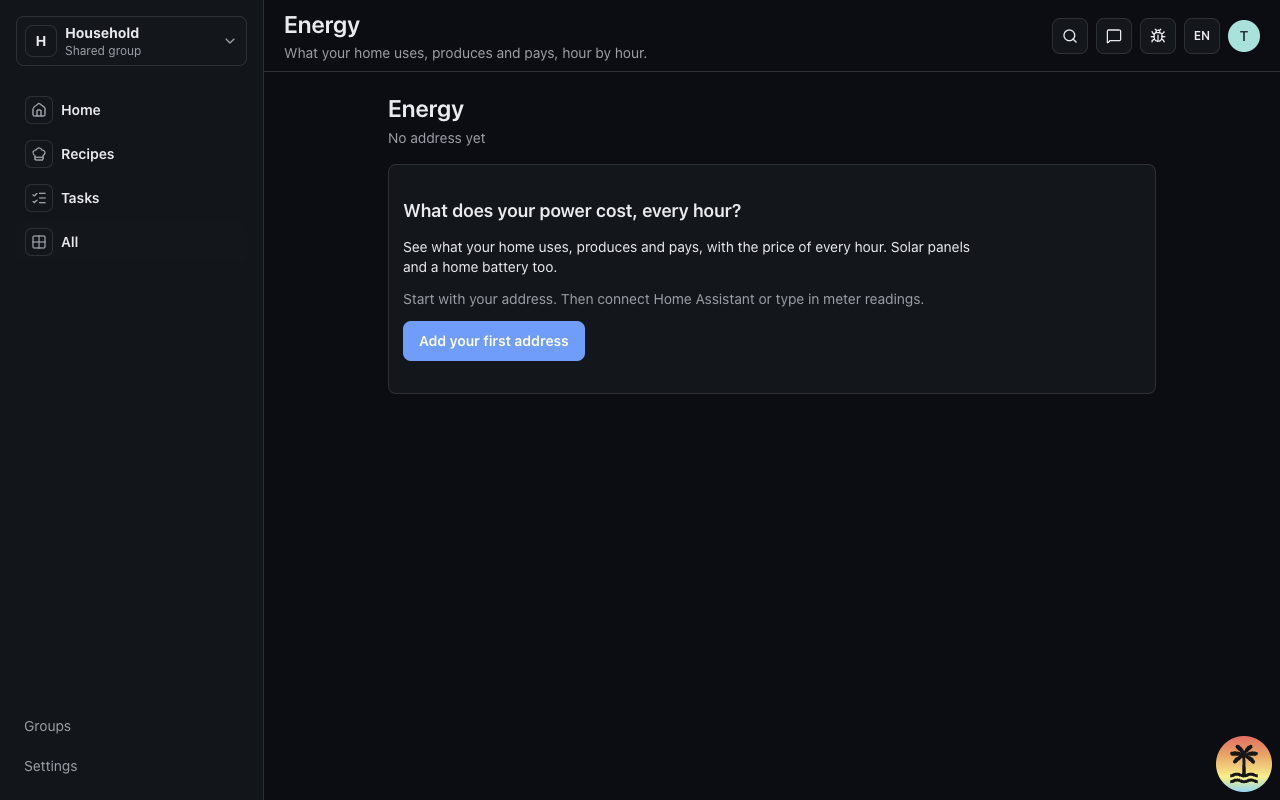 H
Household
Shared group
Home
Recipes
Tasks
All
Groups
Settings
Energy
What your home uses, produces and pays, hour by hour.
EN
T
Energy
No address yet
What does your power cost, every hour?
See what your home uses, produces and pays, with the price of every hour. Solar panels
and a home battery too.
Start with your address. Then connect Home Assistant or type in meter readings.
Add your first address